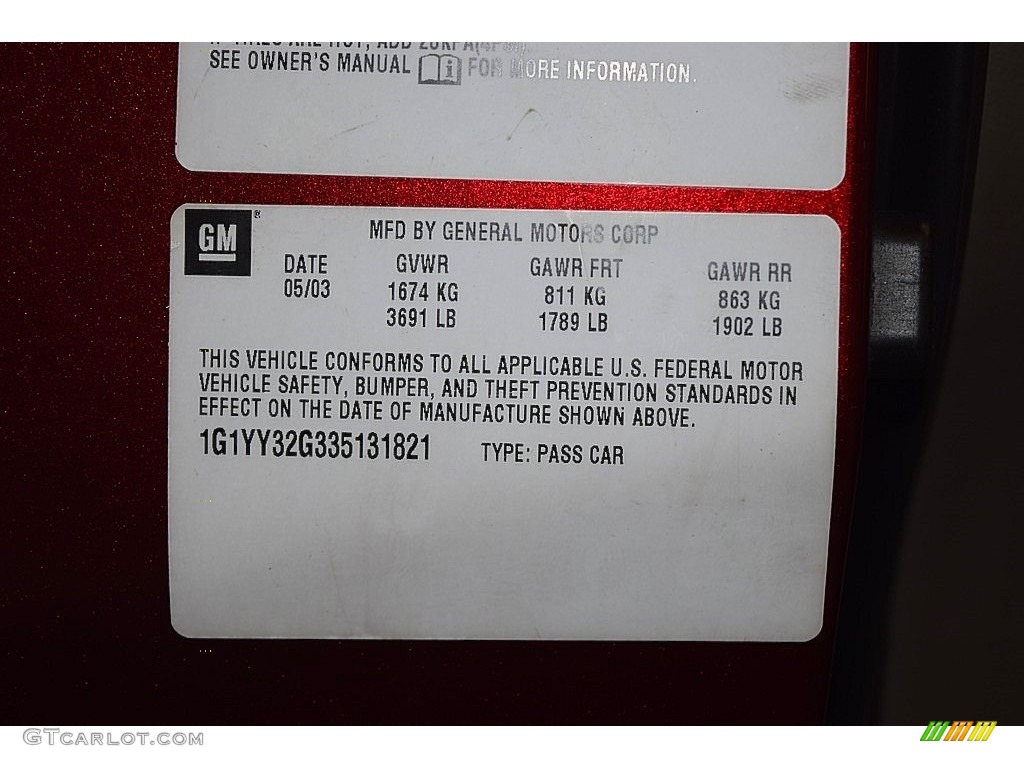 SEE OWNER'S MANUAL i FOR MORE INFORMATION.
GM ®
MFD BY GENERAL MOTORS CORP
DATE GVWR GAWR FRT GAWR RR
05/03 1674 KG 811 KG 863 KG
3691 LB 1789 LB 1902 LB
THIS VEHICLE CONFORMS TO ALL APPLICABLE U.S. FEDERAL MOTOR
VEHICLE SAFETY, BUMPER, AND THEFT PREVENTION STANDARDS IN
EFFECT ON THE DATE OF MANUFACTURE SHOWN ABOVE.
1G1YY32G335131821 TYPE: PASS CAR
GTCARLOT.COM